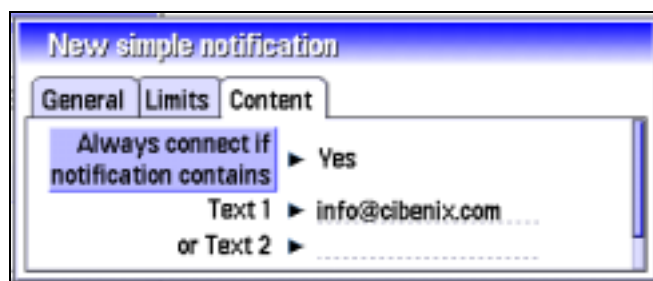 New simple notification
General Limits Content
Always connect if
notification contains
Yes
Text 1 info@cibenix.com
or Text 2